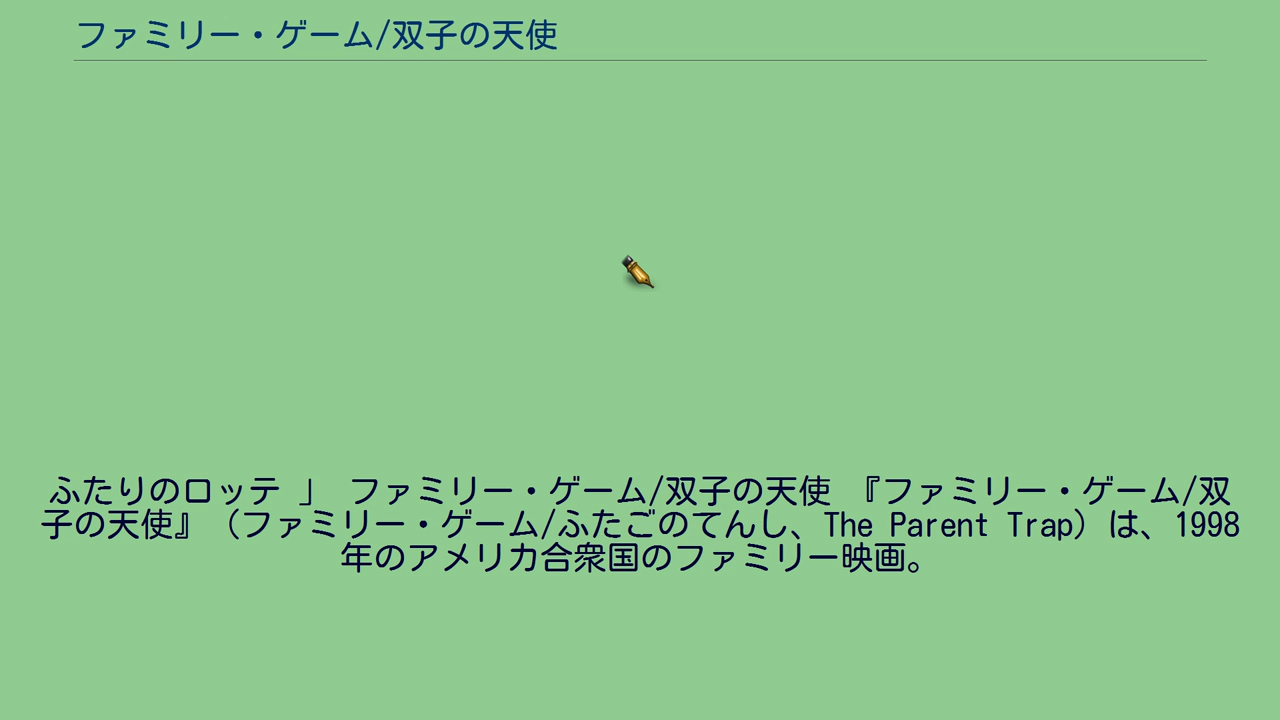 ファミリー・ゲーム/双子の天使
ふたりのロッテ 」 ファミリー・ゲーム/双子の天使 『ファミリー・ゲーム/双
子の天使』（ファミリー・ゲーム/ふたごのてんし、The Parent Trap）は、1998
年のアメリカ合衆国のファミリー映画。